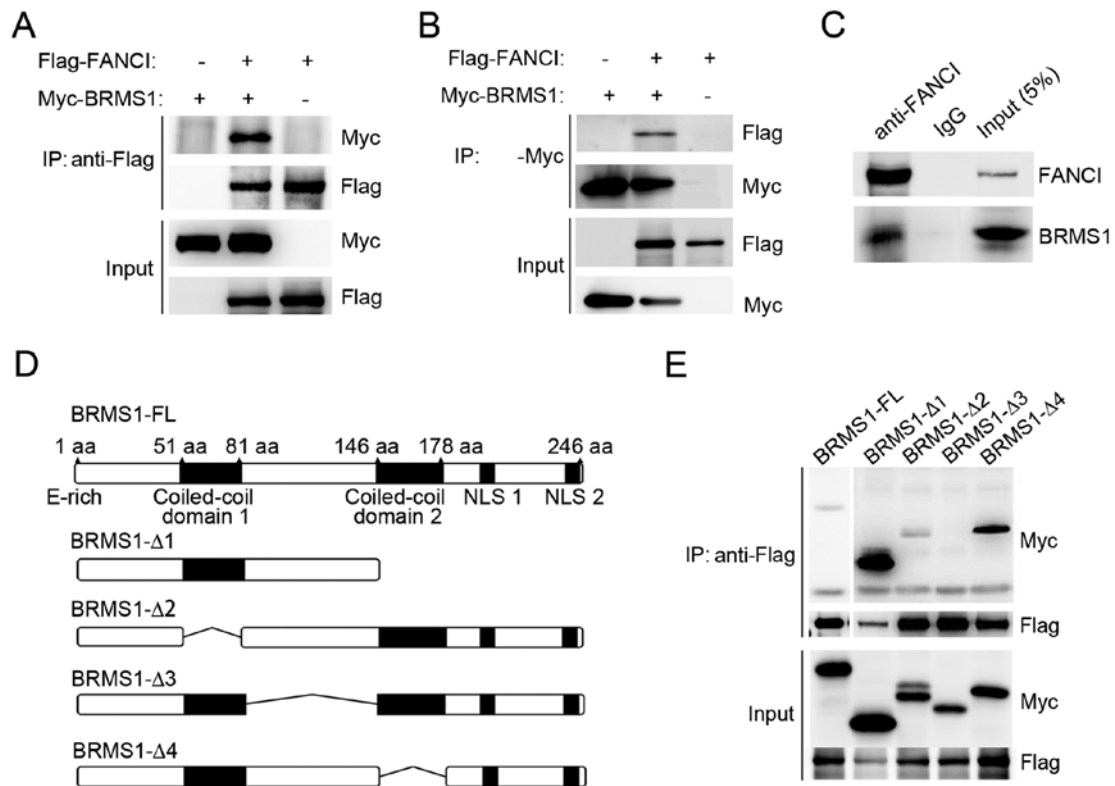 A
Flag-FANCI: - + +
Myc-BRMS1: + + -
IP: anti-Flag
Myc
Flag
Input
Myc
Flag
B
Flag-FANCI: - + +
Myc-BRMS1: + + -
IP: -Myc
Flag
Myc
Input
Flag
Myc
C
anti-FANCI
IgG
Input (5%)
FANCI
BRMS1
D
BRMS1-FL
1 aa 51 aa 81 aa 146 aa 178 aa 246 aa
E-rich Coiled-coil domain 1 Coiled-coil domain 2 NLS 1 NLS 2
BRMS1-Δ1
BRMS1-Δ2
BRMS1-Δ3
BRMS1-Δ4
E
BRMS1-FL
BRMS1-Δ1
BRMS1-Δ2
BRMS1-Δ3
BRMS1-Δ4
IP: anti-Flag
Myc
Flag
Input
Myc
Flag